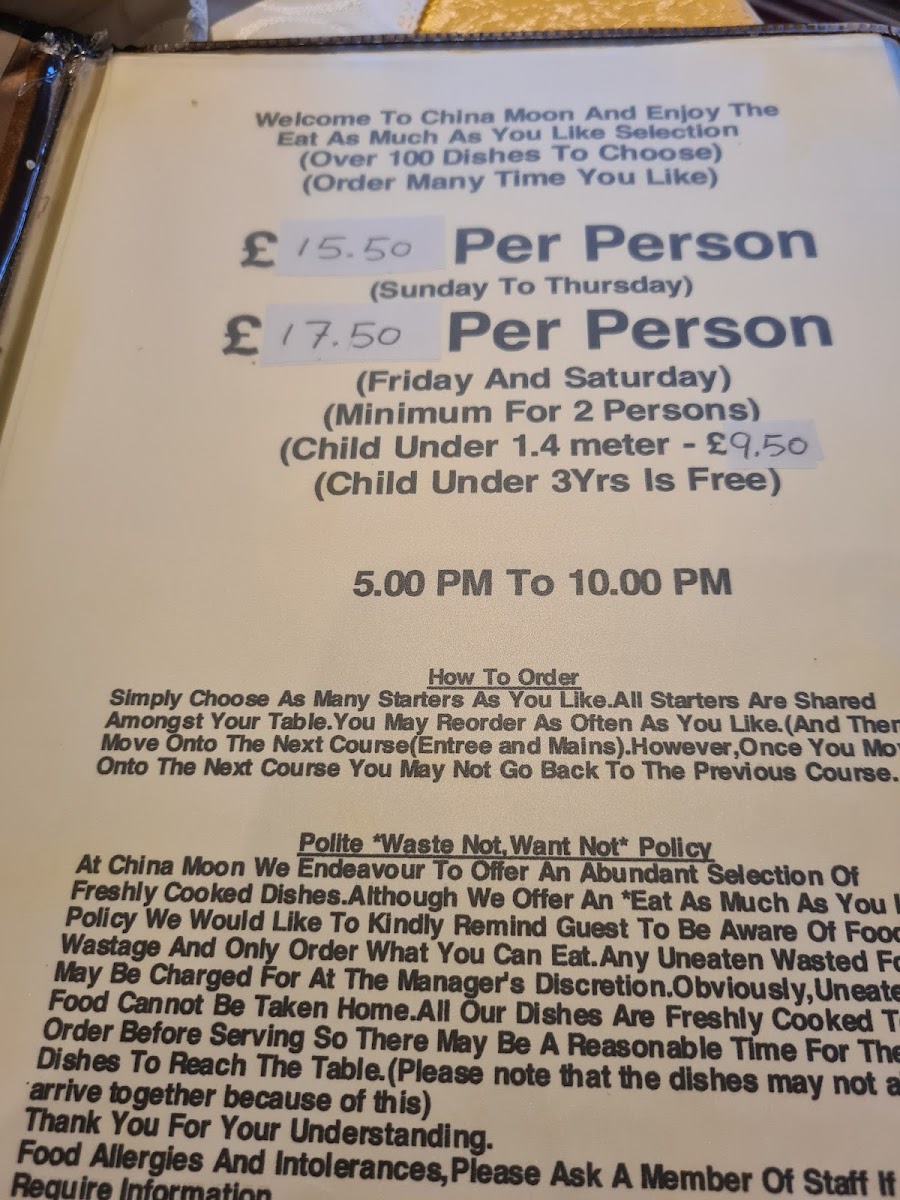 Welcome To China Moon And Enjoy The
Eat As Much As You Like Selection
(Over 100 Dishes To Choose)
(Order Many Time You Like)
£ 15.50 Per Person
(Sunday To Thursday)
£ 17.50 Per Person
(Friday And Saturday)
(Minimum For 2 Persons)
(Child Under 1.4 meter - £9.50
(Child Under 3Yrs Is Free)
5.00 PM To 10.00 PM
How To Order
Simply Choose As Many Starters As You Like.All Starters Are Shared
Amongst Your Table.You May Reorder As Often As You Like.(And Then
Move Onto The Next Course(Entree and Mains).However,Once You Mo
Onto The Next Course You May Not Go Back To The Previous Course.
Polite *Waste Not,Want Not* Policy
At China Moon We Endeavour To Offer An Abundant Selection Of
Freshly Cooked Dishes.Although We Offer An *Eat As Much As You
Policy We Would Like To Kindly Remind Guest To Be Aware Of Foo
Wastage And Only Order What You Can Eat.Any Uneaten Wasted Fo
May Be Charged For At The Manager's Discretion.Obviously,Uneate
Food Cannot Be Taken Home.All Our Dishes Are Freshly Cooked T
Order Before Serving So There May Be A Reasonable Time For The
Dishes To Reach The Table.(Please note that the dishes may not a
arrive together because of this)
Thank You For Your Understanding.
Food Allergies And Intolerances,Please Ask A Member Of Staff If
Require Information